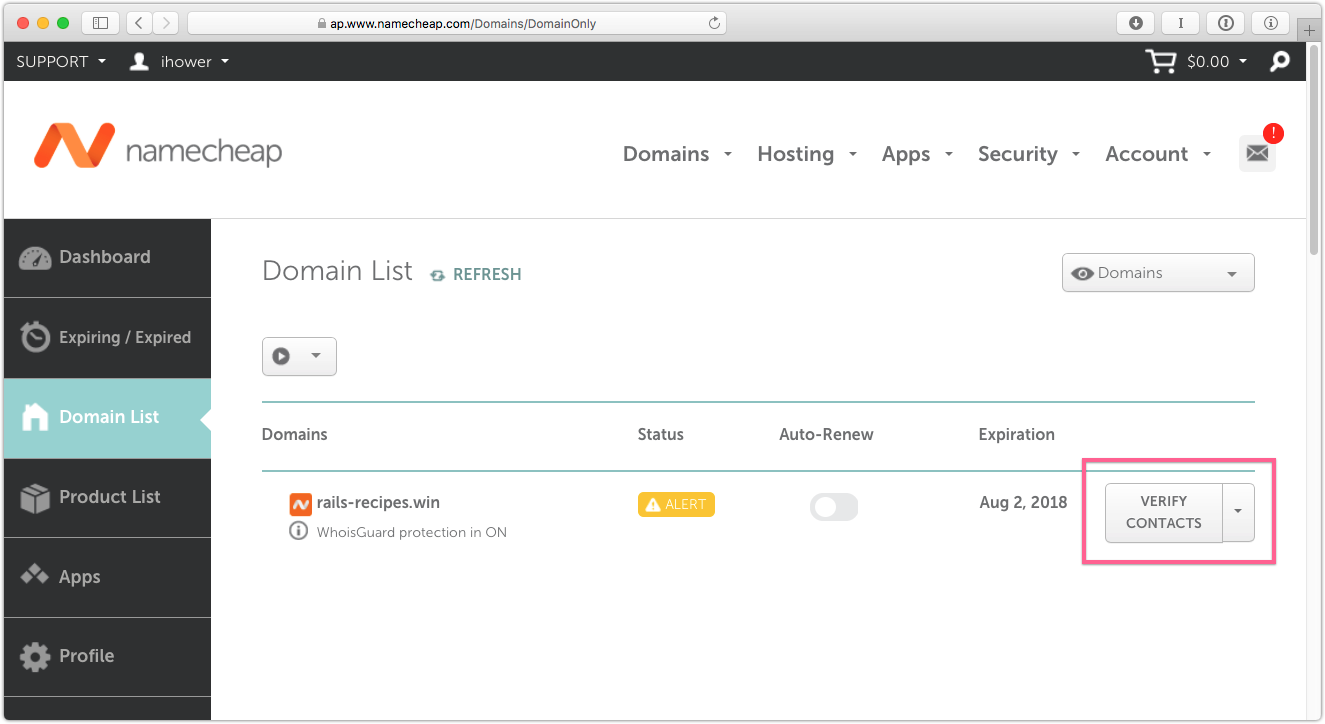 ap.www.namecheap.com/Domains/DomainOnly
SUPPORT
ihower
$0.00
namecheap
Domains
Hosting
Apps
Security
Account
!
Dashboard
Expiring / Expired
Domain List
Product List
Apps
Profile
Domain List
REFRESH
Domains
Domains
Status
Auto-Renew
Expiration
rails-recipes.win
ALERT
Aug 2, 2018
VERIFY
CONTACTS
WhoisGuard protection in ON